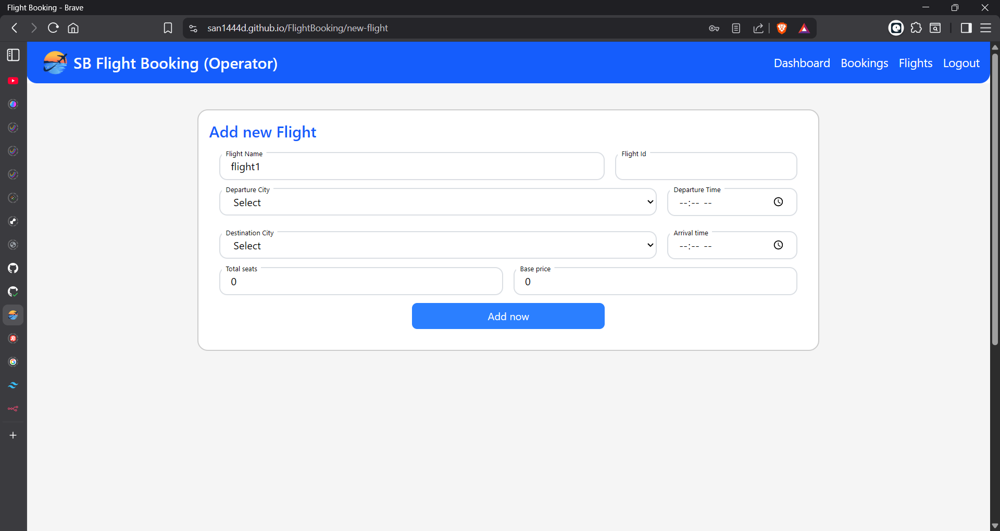 Flight Booking - Brave
san1444d.github.io/FlightBooking/new-flight
SB Flight Booking (Operator)
Dashboard Bookings Flights Logout
Add new Flight
Flight Name Flight Id
flight1
Departure City Departure Time
Select --:-- --
Destination City Arrival time
Select --:-- --
Total seats Base price
0 0
Add now